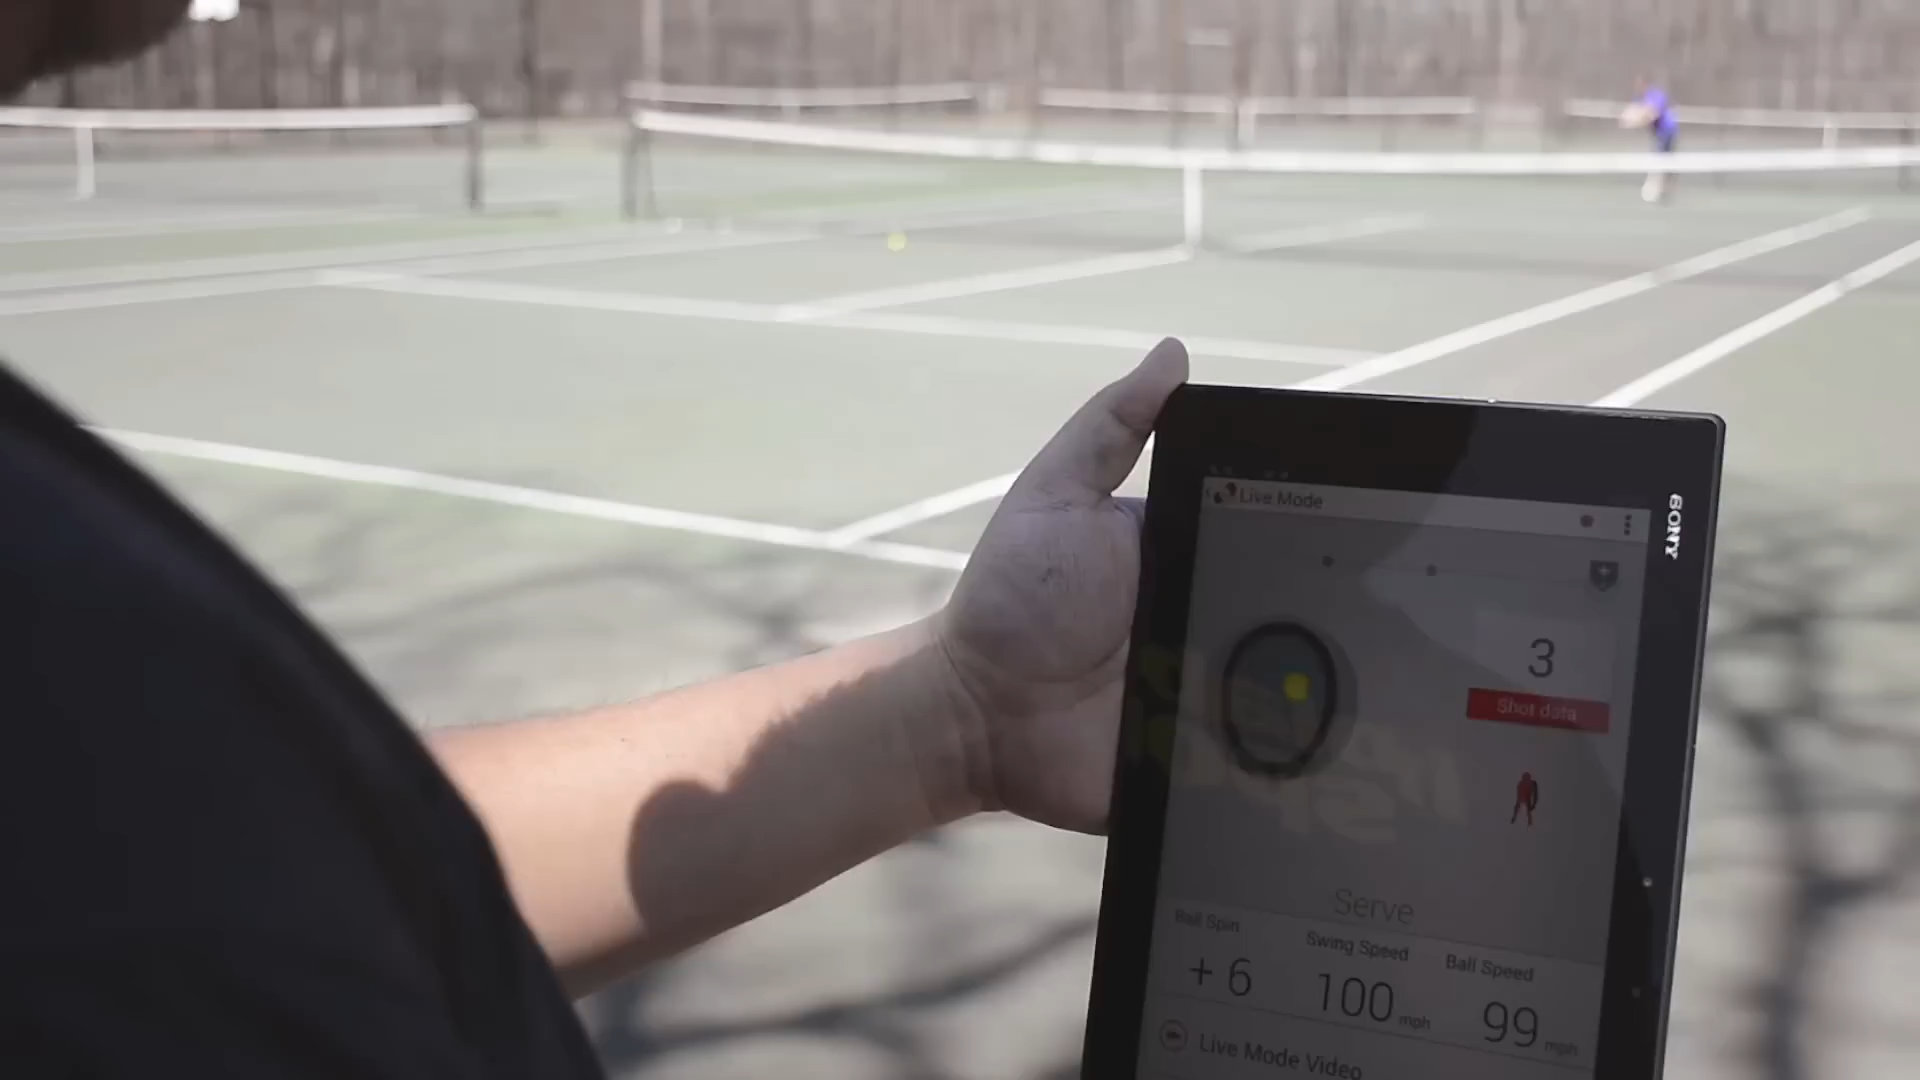 Live Mode
SONY
3
Shot data
Serve
Ball Spin
Swing Speed
Ball Speed
+ 6
100 mph
99 mph
Live Mode Video